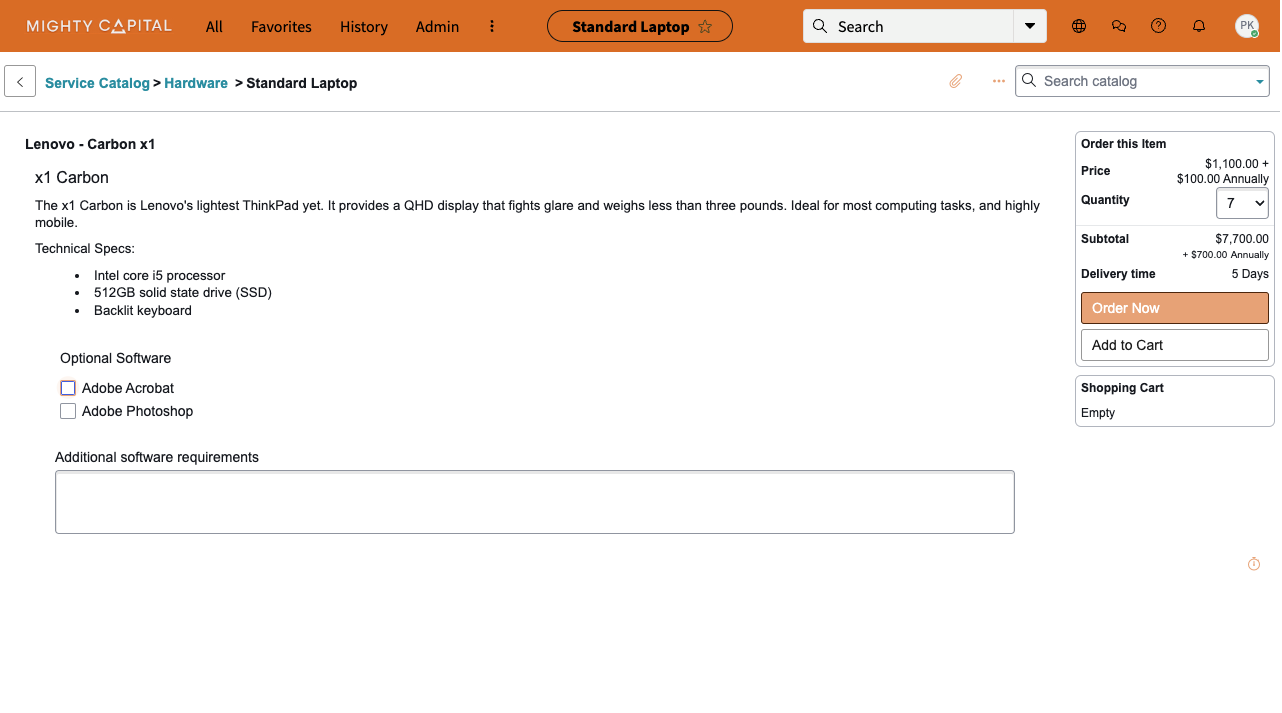 MIGHTY CAPITAL All Favorites History Admin Standard Laptop Search PK
Service Catalog > Hardware > Standard Laptop Search catalog
Lenovo - Carbon x1
x1 Carbon
The x1 Carbon is Lenovo's lightest ThinkPad yet. It provides a QHD display that fights glare and weighs less than three pounds. Ideal for most computing tasks, and highly
mobile.
Technical Specs:
Intel core i5 processor
512GB solid state drive (SSD)
Backlit keyboard
Optional Software
Adobe Acrobat
Adobe Photoshop
Additional software requirements
Order this Item
Price $1,100.00 +
$100.00 Annually
Quantity 7
Subtotal $7,700.00
+ $700.00 Annually
Delivery time 5 Days
Order Now
Add to Cart
Shopping Cart
Empty